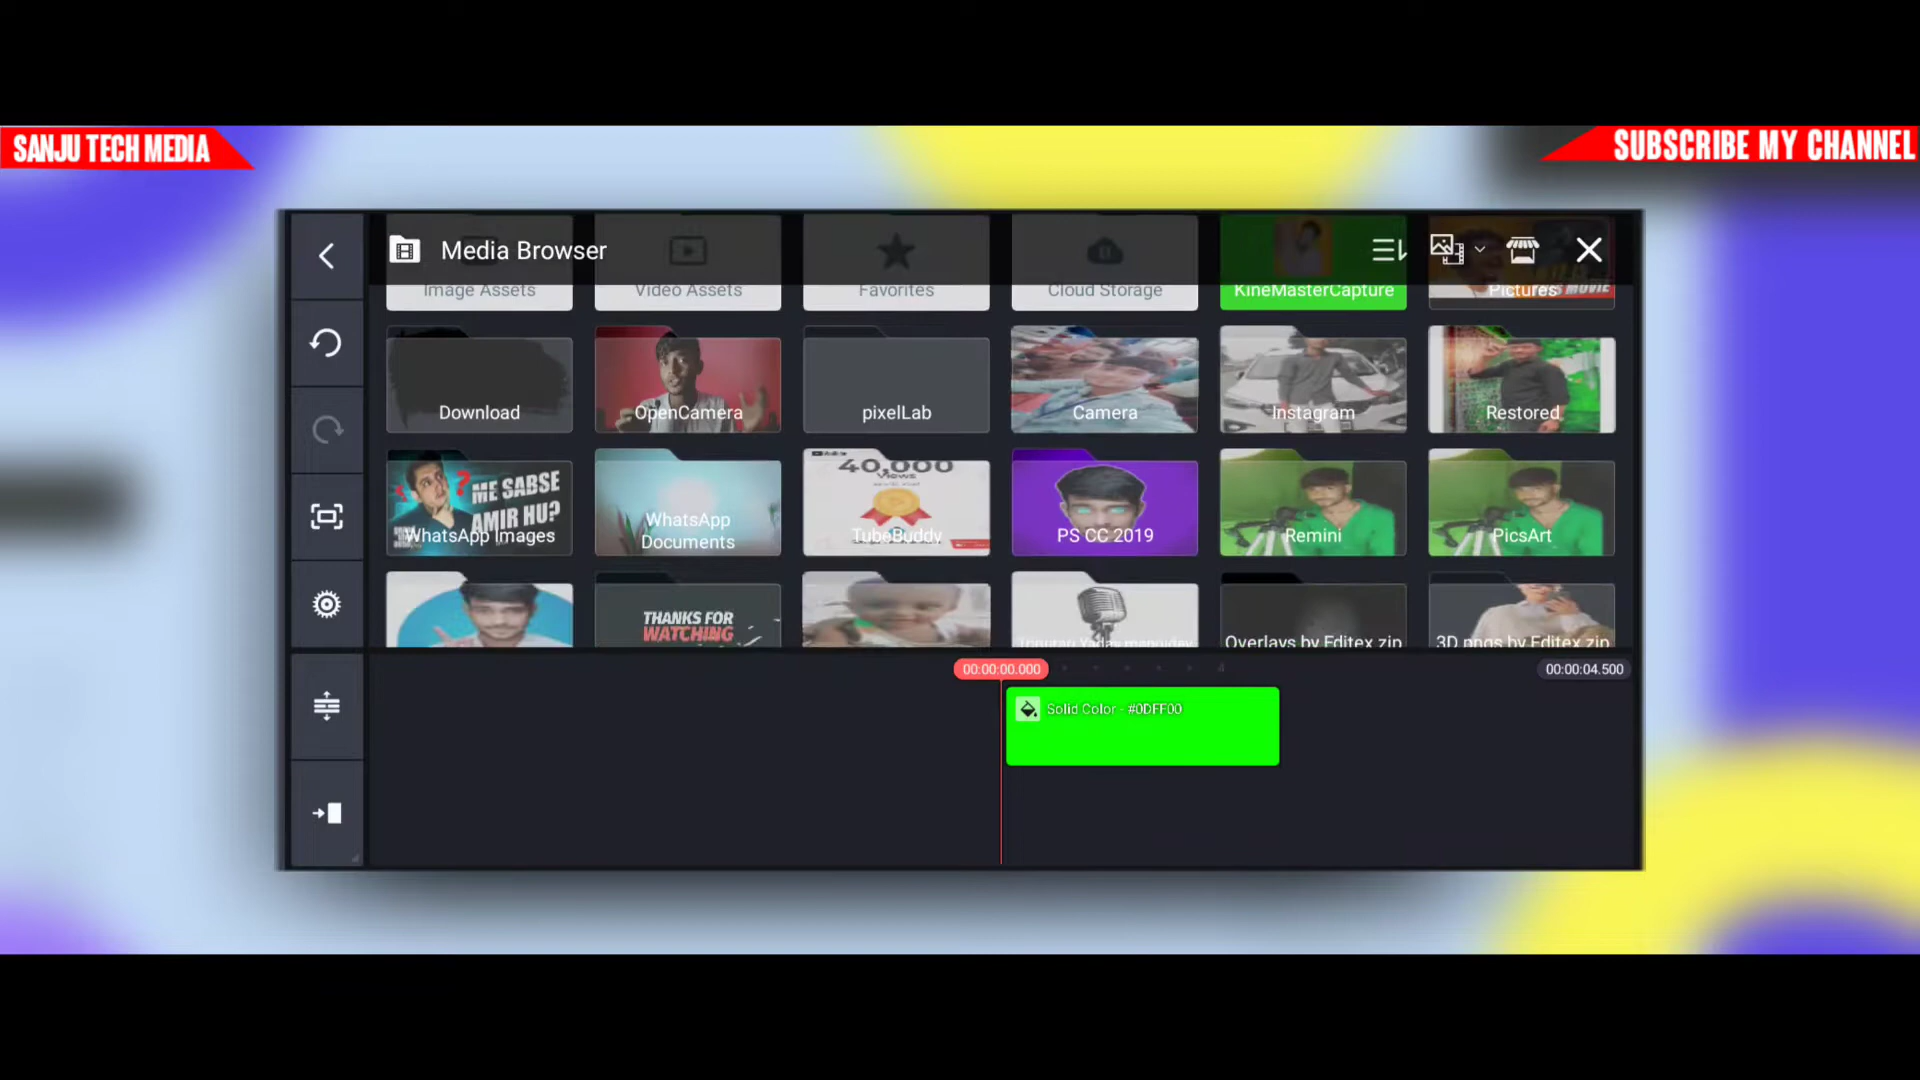 SANJU TECH MEDIA
SUBSCRIBE MY CHANNEL
Media Browser
Image Assets
Video Assets
Favorites
Cloud Storage
KineMasterCapture
Pictures
Download
OpenCamera
pixelLab
Camera
Instagram
Restored
ME SABSE
AMIR HU?
WhatsApp Images
WhatsApp
Documents
40,000
Views
TubeBuddy
PS CC 2019
Remini
PicsArt
THANKS FOR
WATCHING
Overlays by Editex.zip
3D pngs by Editex.zip
00:00:00.000
4
00:00:04.500
Solid Color - #0DFF00